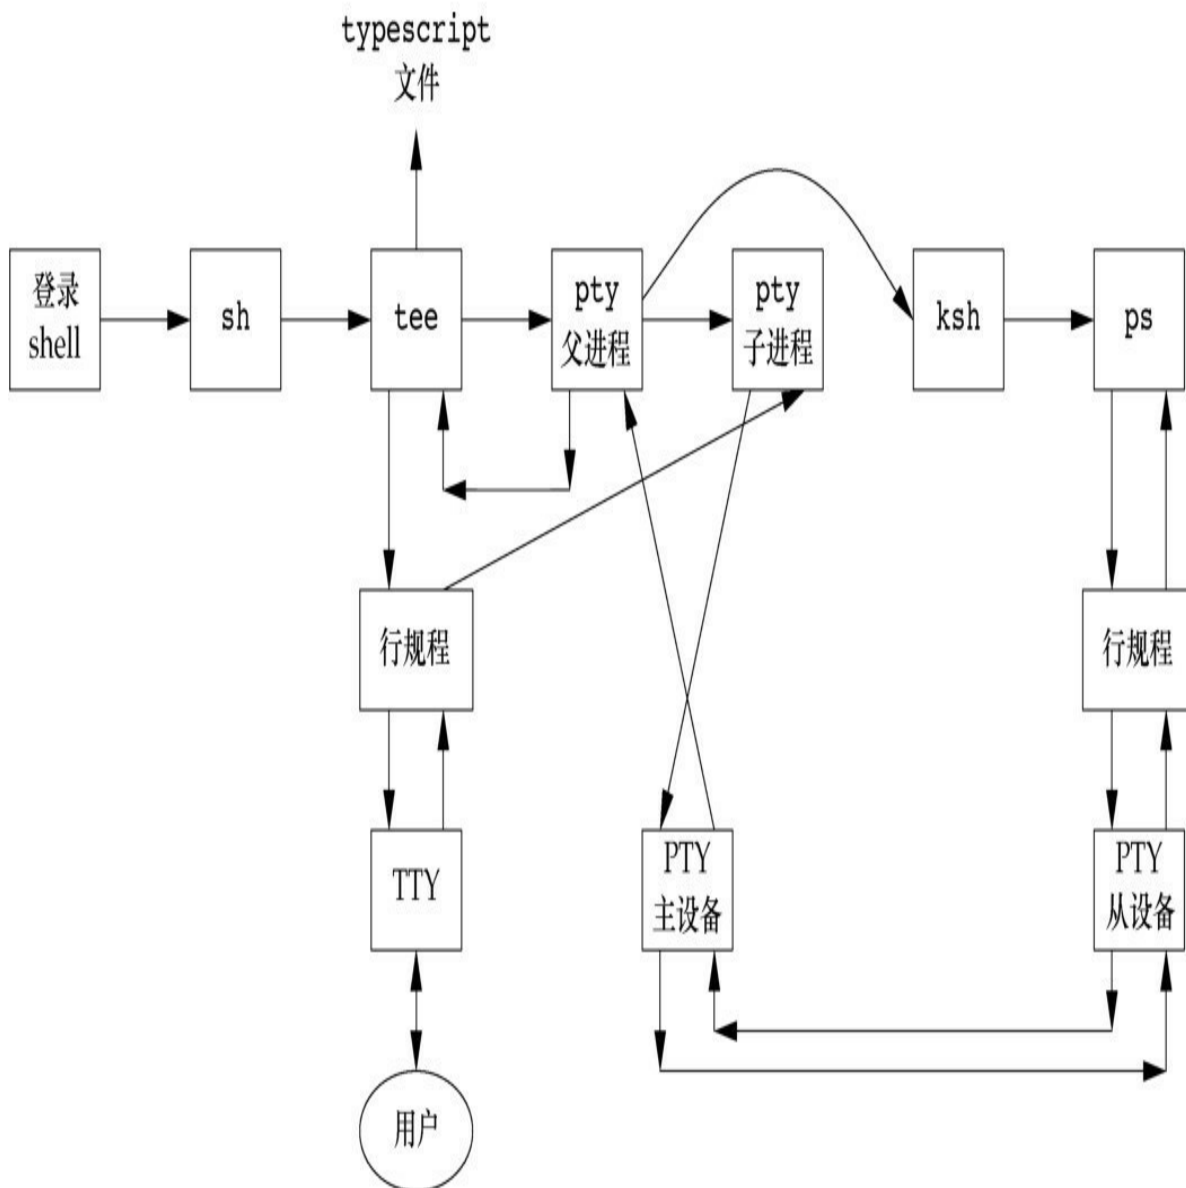 typescript
文件
登录
shell
sh
tee
pty
父进程
pty
子进程
ksh
ps
行规程
行规程
TTY
PTY
主设备
PTY
从设备
用户